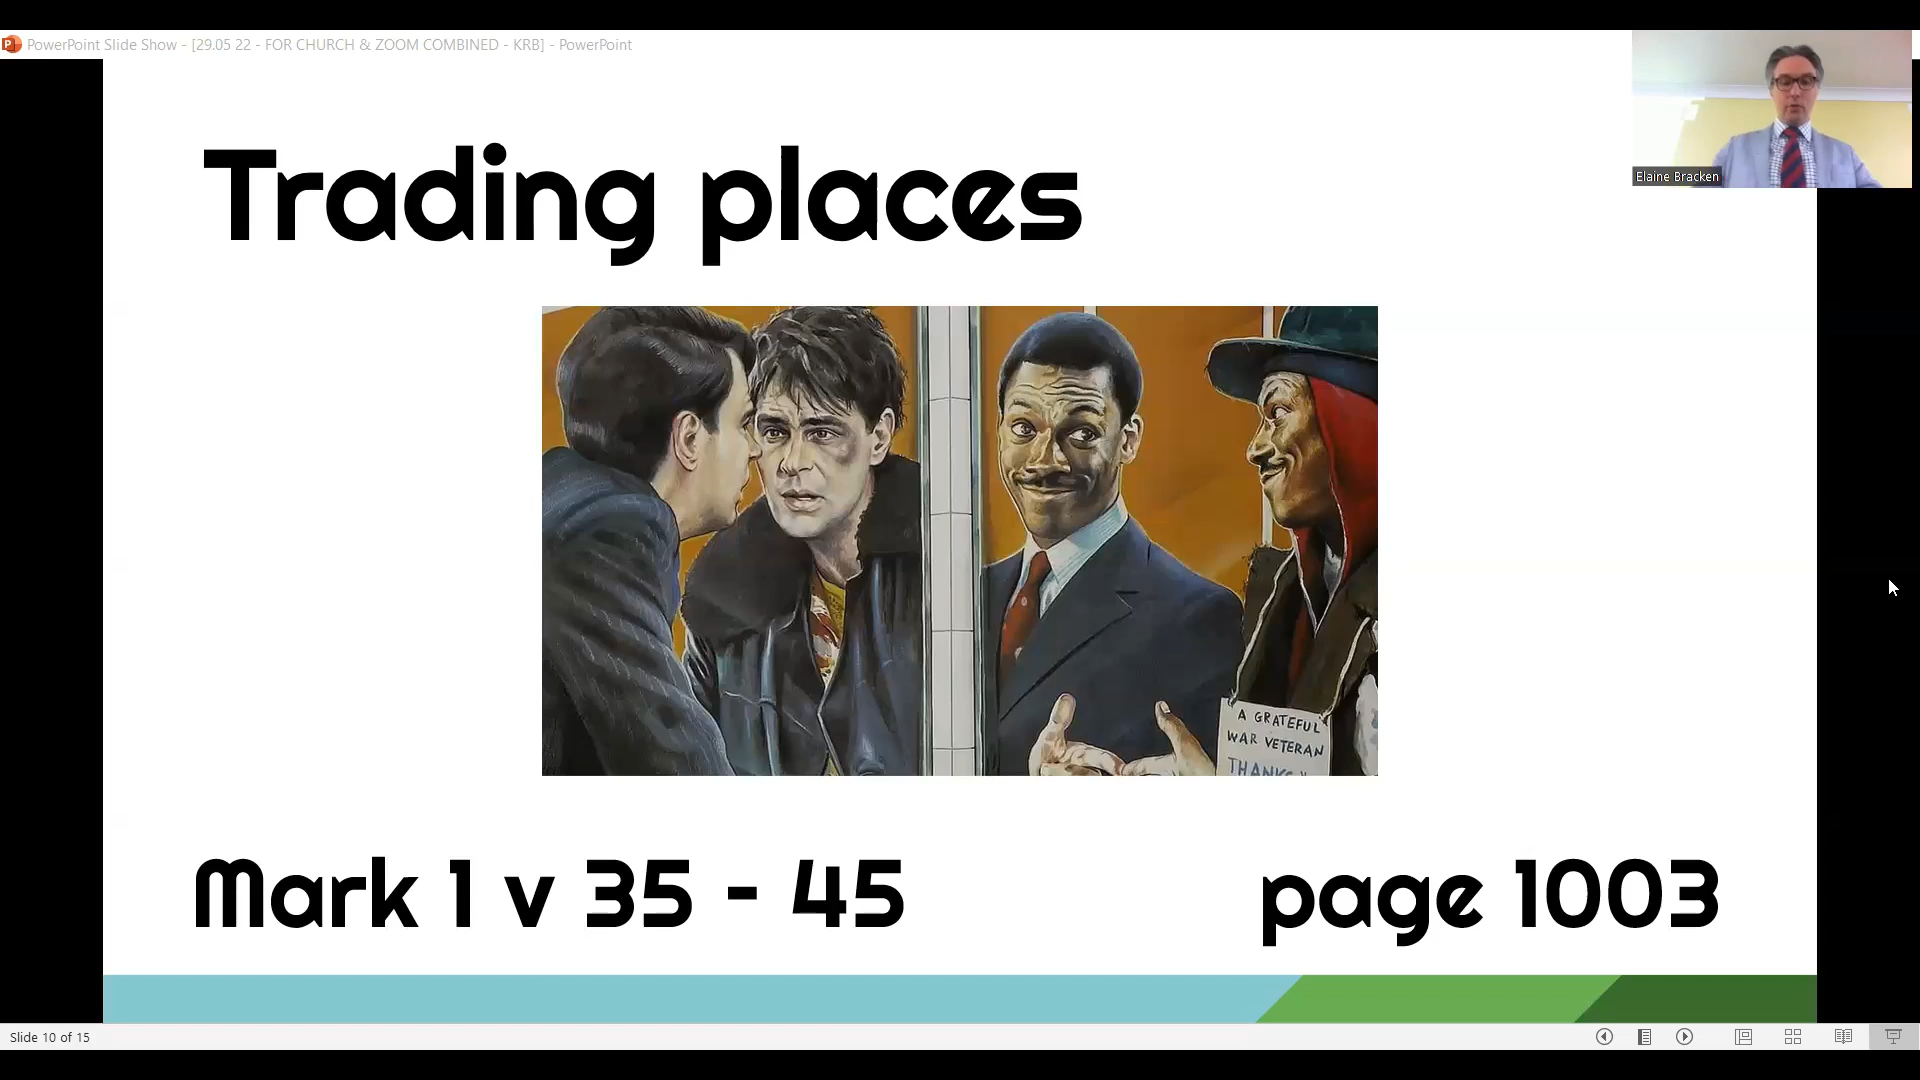 PowerPoint Slide Show - [29.05 22 - FOR CHURCH & ZOOM COMBINED - KRB] - PowerPoint
Elaine Bracken
Trading places
A GRATEFUL
WAR VETERAN
Mark 1 v 35 - 45
page 1003
Slide 10 of 15